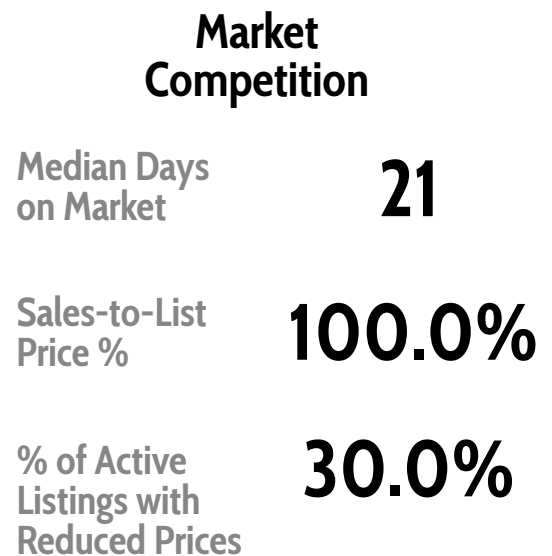 Market
Competition
Median Days
on Market
21
Sales-to-List
Price %
100.0%
% of Active
Listings with
Reduced Prices
30.0%